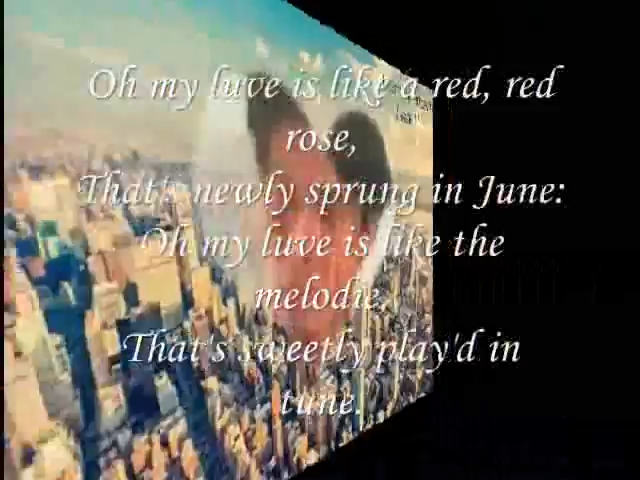 Oh my luve is like a red, red
rose,
That's newly sprung in June:
Oh my luve is like the
melodie,
That's sweetly play'd in
tune.